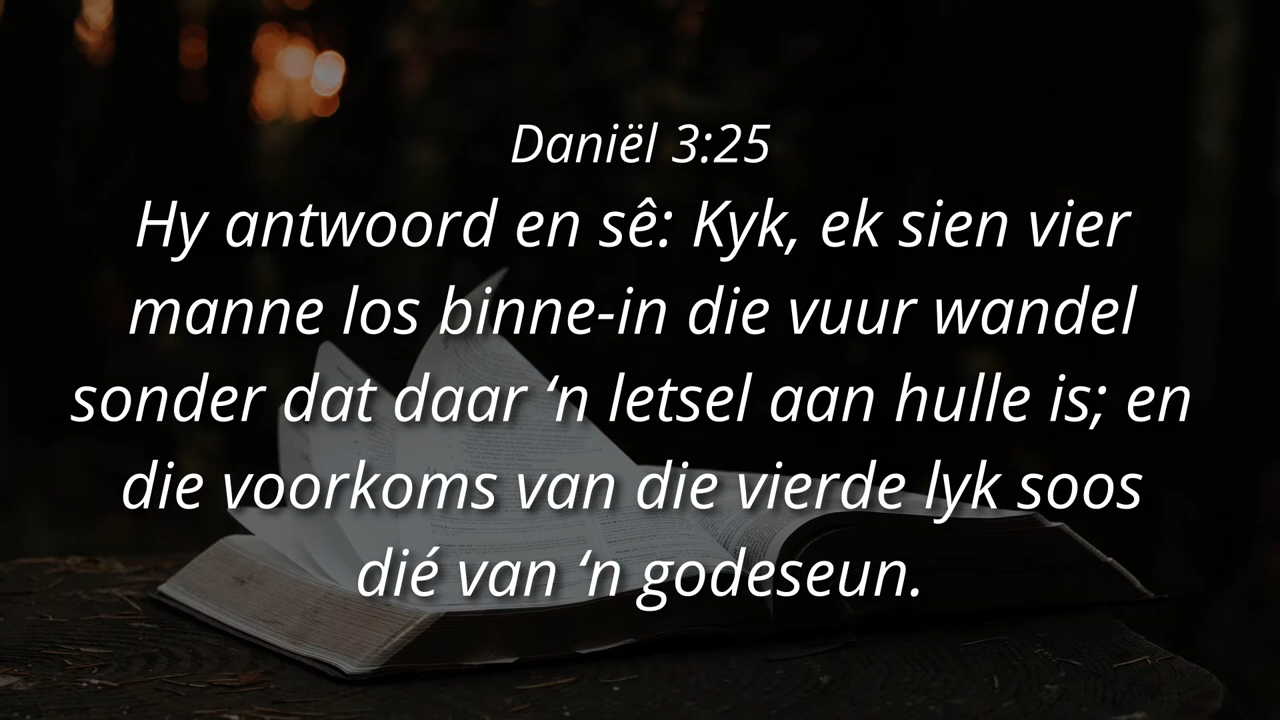 Daniël 3:25
Hy antwoord en sê: Kyk, ek sien vier
manne los binne-in die vuur wandel
sonder dat daar ‘n letsel aan hulle is; en
die voorkoms van die vierde lyk soos
dié van ‘n godeseun.